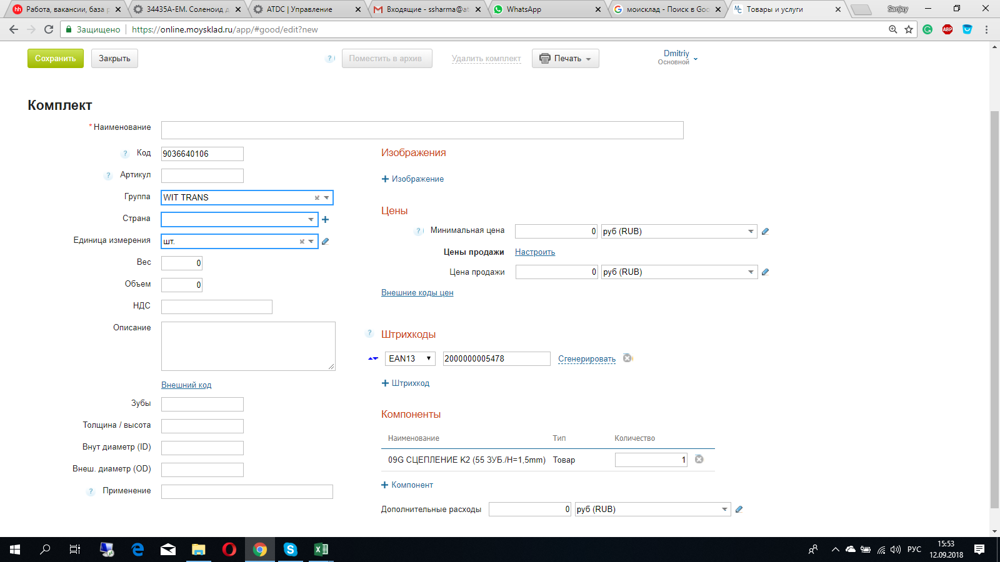 Работа, вакансии, база р
34435A-EM. Соленоид д
ATDC | Управление
Входящие - ssharma@at
WhatsApp
моисклад - Поиск в Goo
Товары и услуги
Sanjay
Защищено
https://online.moysklad.ru/app/#good/edit?new
ABP
Сохранить
Закрыть
?
Поместить в архив
Удалить комплект
Печать
Dmitriy
Основной
Комплект
* Наименование
? Код 9036640106
? Артикул
Группа WIT TRANS
Страна
Единица измерения шт.
Вес 0
Объем 0
НДС
Описание
Внешний код
Зубы
Толщина / высота
Внут диаметр (ID)
Внеш. диаметр (OD)
? Применение
Изображения
Изображение
Цены
? Минимальная цена 0 руб (RUB)
Цены продажи Настроить
Цена продажи 0 руб (RUB)
Внешние коды цен
? Штрихкоды
EAN13 2000000005478 Сгенерировать
Штрихкод
Компоненты
Наименование Тип Количество
09G СЦЕПЛЕНИЕ K2 (55 ЗУБ./H=1,5mm) Товар 1
Компонент
Дополнительные расходы 0 руб (RUB)
РУС
15:53
12.09.2018